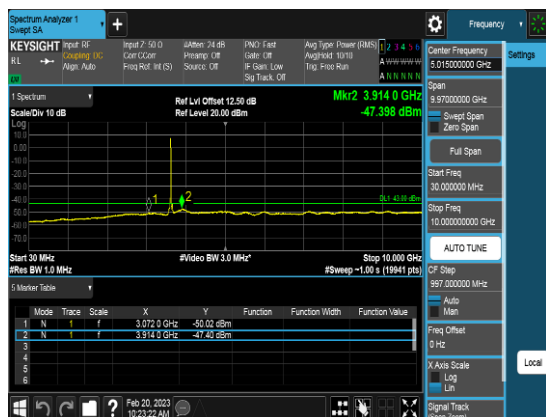 Spectrum Analyzer 1
Swept SA
+
Frequency
KEYSIGHT
RL
Input: RF
Coupling: DC
Align: Auto
Input Z: 50 Ω
Corr CCorr
Freq Ref: Int (S)
#Atten: 24 dB
Preamp: Off
Source: Off
PNO: Fast
Gate: Off
IF Gain: Low
Sig Track: Off
Avg Type: Power (RMS)
Avg|Hold: 10/10
Trig: Free Run
1 2 3 4 5 6
A W W W W W
A N N N N N
1 Spectrum
Scale/Div 10 dB
Ref Lvl Offset 12.50 dB
Ref Level 20.00 dBm
Mkr2 3.914 0 GHz
-47.398 dBm
Log
10.0
0.00
-10.0
-20.0
-30.0
-40.0
-50.0
-60.0
-70.0
1
2
Start 30 MHz
#Res BW 1.0 MHz
#Video BW 3.0 MHz*
Stop 10.000 GHz
#Sweep ~1.00 s (19941 pts)
5 Marker Table
Mode Trace Scale X Y Function Function Width Function Value
1 N 1 f 3.072 0 GHz -50.02 dBm
2 N 1 f 3.914 0 GHz -47.40 dBm
3
4
5
6
?
Feb 20, 2023
10:23:22 AM
Center Frequency
5.015000000 GHz
Settings
Span
9.97000000 GHz
Swept Span
Zero Span
Full Span
Start Freq
30.000000 MHz
Stop Freq
10.000000000 GHz
AUTO TUNE
CF Step
997.000000 MHz
Auto
Man
Freq Offset
0 Hz
X Axis Scale
Log
Lin
Local
Signal Track